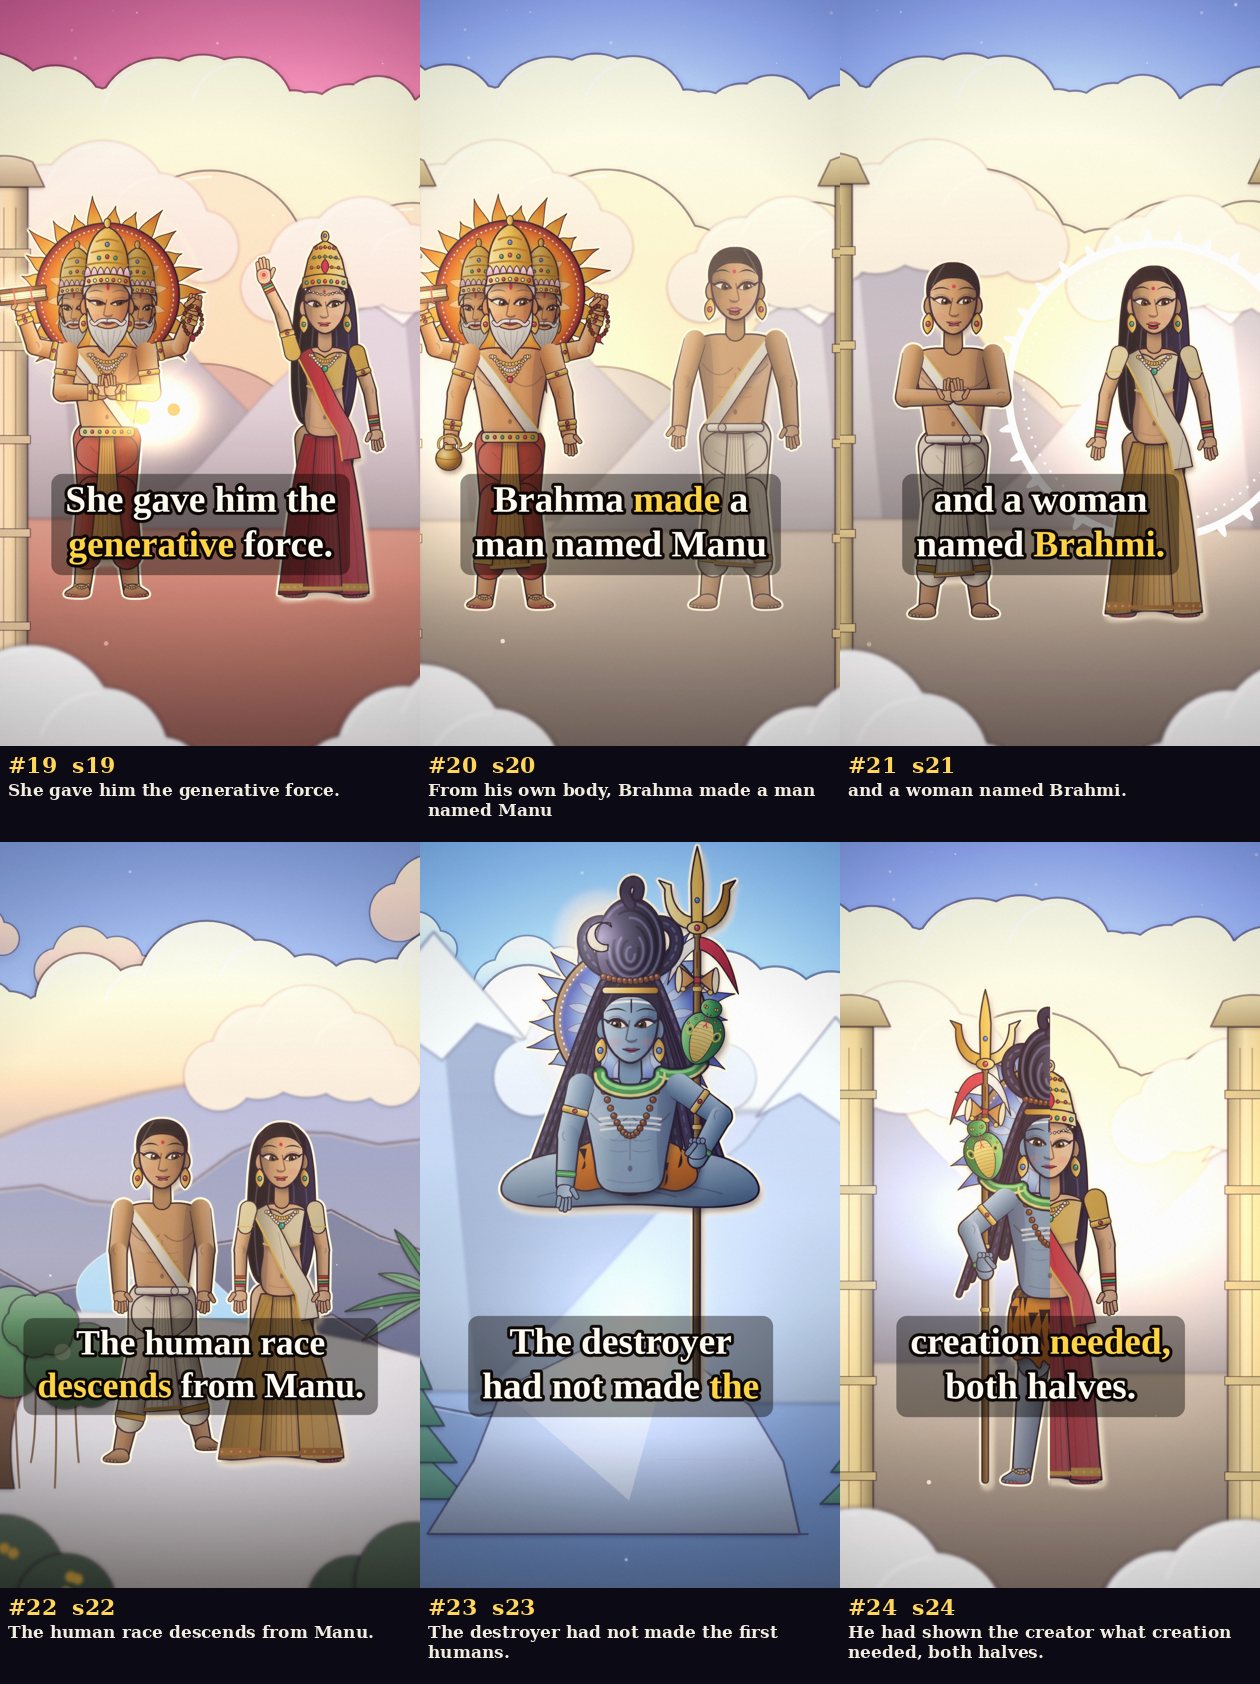 She gave him the
generative force.
#19 s19
She gave him the generative force.
Brahma made a
man named Manu
#20 s20
From his own body, Brahma made a man
named Manu
and a woman
named Brahmi.
#21 s21
and a woman named Brahmi.
The human race
descends from Manu.
#22 s22
The human race descends from Manu.
The destroyer
had not made the
#23 s23
The destroyer had not made the first
humans.
creation needed,
both halves.
#24 s24
He had shown the creator what creation
needed, both halves.